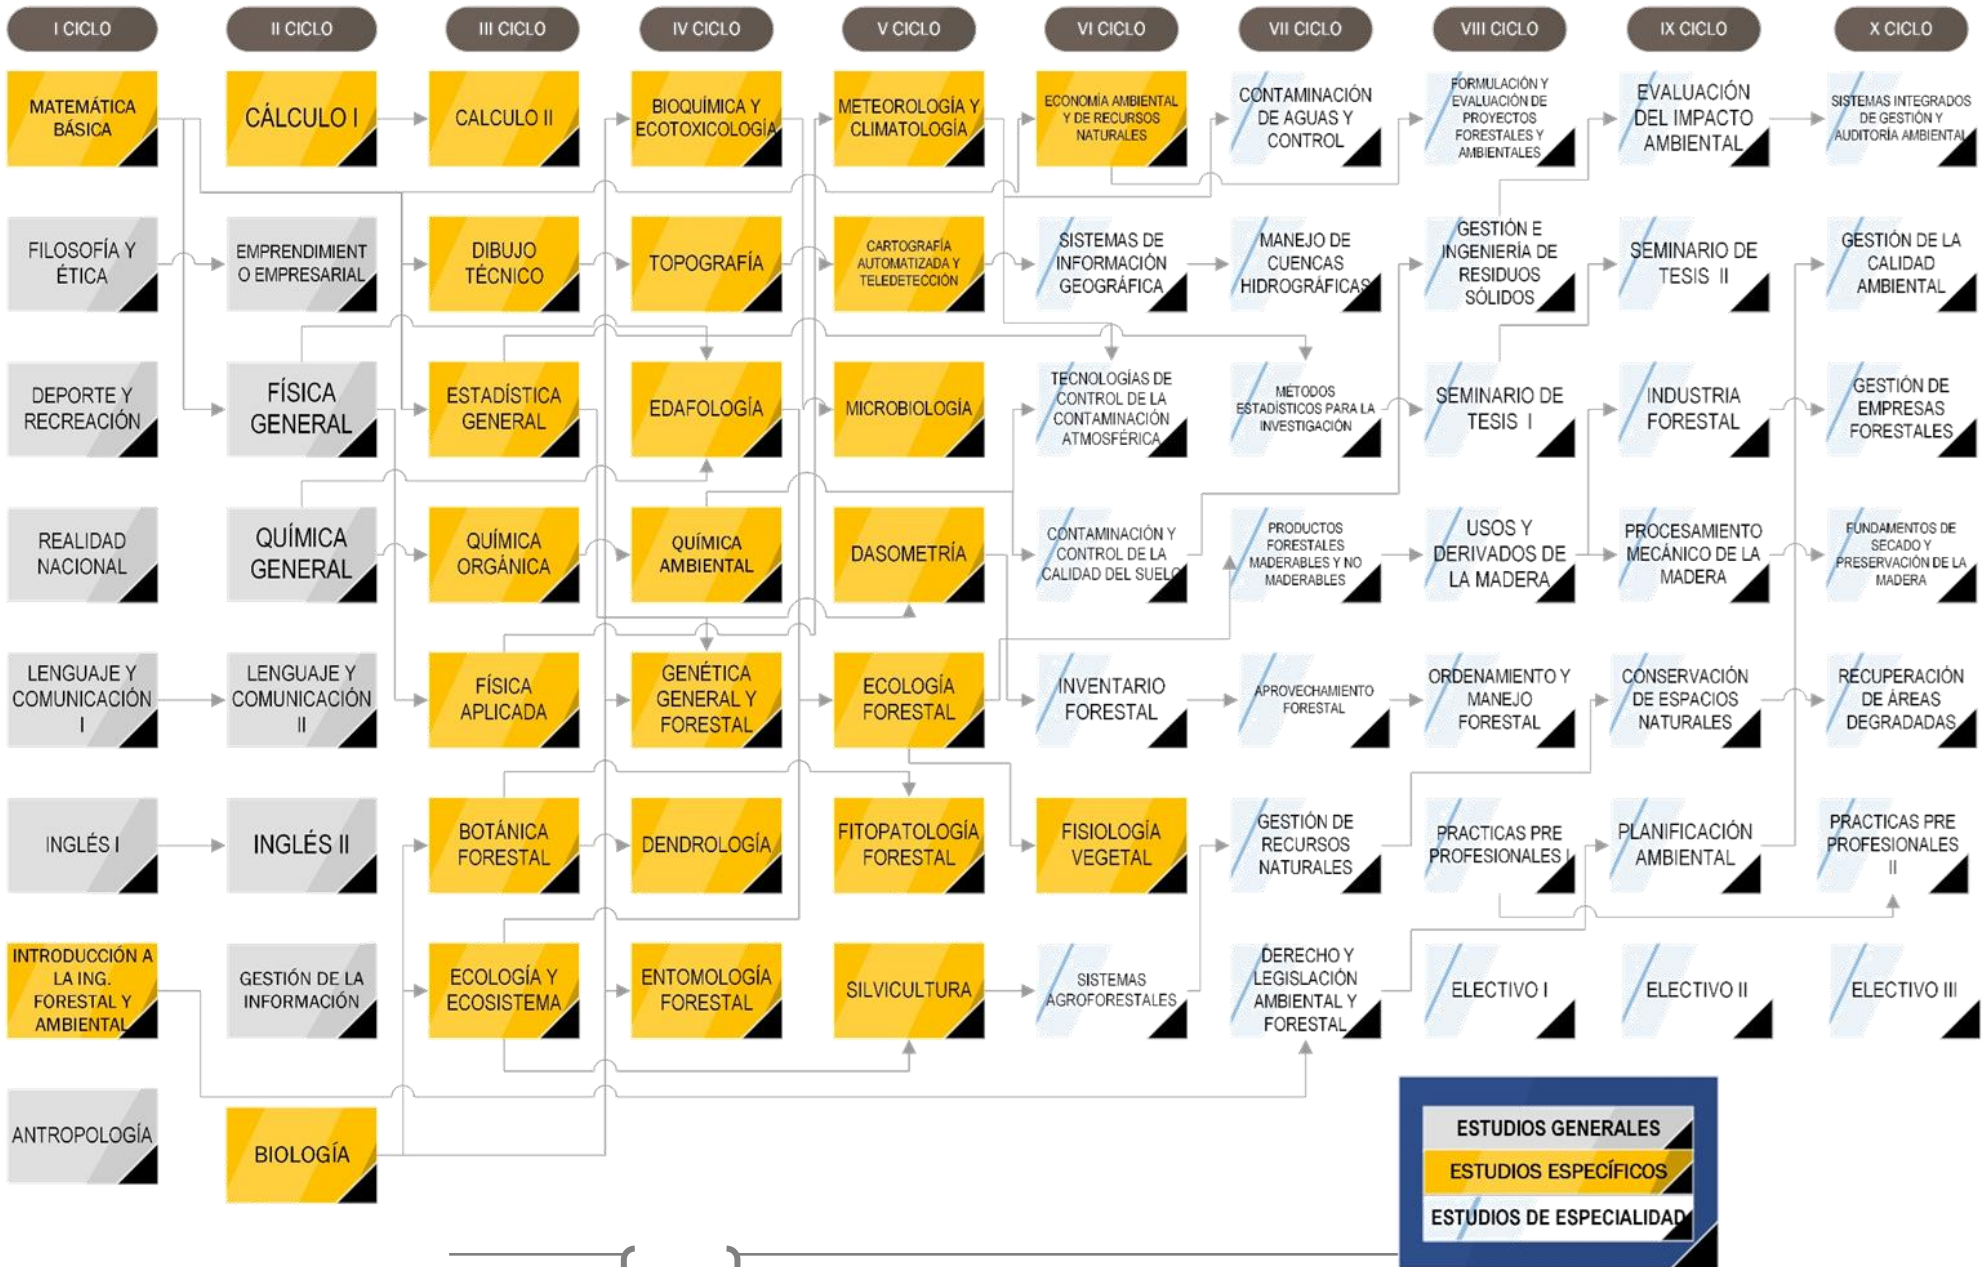 I CICLO
II CICLO
III CICLO
IV CICLO
V CICLO
VI CICLO
VII CICLO
VIII CICLO
IX CICLO
X CICLO
MATEMÁTICA
BÁSICA
CÁLCULO I
CALCULO II
BIOQUÍMICA Y
ECOTOXICOLOGÍA
METEOROLOGÍA Y
CLIMATOLOGÍA
ECONOMÍA AMBIENTAL
Y DE RECURSOS
NATURALES
CONTAMINACIÓN
DE AGUAS Y
CONTROL
FORMULACIÓN Y
EVALUACIÓN DE
PROYECTOS
FORESTALES Y
AMBIENTALES
EVALUACIÓN
DEL IMPACTO
AMBIENTAL
SISTEMAS INTEGRADOS
DE GESTIÓN Y
AUDITORÍA AMBIENTAL
FILOSOFÍA Y
ÉTICA
EMPRENDIMIENT
O EMPRESARIAL
DIBUJO
TÉCNICO
TOPOGRAFÍA
CARTOGRAFÍA
AUTOMATIZADA Y
TELEDETECCIÓN
SISTEMAS DE
INFORMACIÓN
GEOGRÁFICA
MANEJO DE
CUENCAS
HIDROGRÁFICAS
GESTIÓN E
INGENIERÍA DE
RESIDUOS
SÓLIDOS
SEMINARIO DE
TESIS II
GESTIÓN DE LA
CALIDAD
AMBIENTAL
DEPORTE Y
RECREACIÓN
FÍSICA
GENERAL
ESTADÍSTICA
GENERAL
EDAFOLOGÍA
MICROBIOLOGÍA
TECNOLOGÍAS DE
CONTROL DE LA
CONTAMINACIÓN
ATMOSFÉRICA
MÉTODOS
ESTADÍSTICOS PARA LA
INVESTIGACIÓN
SEMINARIO DE
TESIS I
INDUSTRIA
FORESTAL
GESTIÓN DE
EMPRESAS
FORESTALES
REALIDAD
NACIONAL
QUÍMICA
GENERAL
QUÍMICA
ORGÁNICA
QUÍMICA
AMBIENTAL
DASOMETRÍA
CONTAMINACIÓN Y
CONTROL DE LA
CALIDAD DEL SUELO
PRODUCTOS
FORESTALES
MADERABLES Y NO
MADERABLES
USOS Y
DERIVADOS DE
LA MADERA
PROCESAMIENTO
MECÁNICO DE LA
MADERA
FUNDAMENTOS DE
SECADO Y
PRESERVACIÓN DE LA
MADERA
LENGUAJE Y
COMUNICACIÓN
I
LENGUAJE Y
COMUNICACIÓN
II
FÍSICA
APLICADA
GENÉTICA
GENERAL Y
FORESTAL
ECOLOGÍA
FORESTAL
INVENTARIO
FORESTAL
APROVECHAMIENTO
FORESTAL
ORDENAMIENTO Y
MANEJO
FORESTAL
CONSERVACIÓN
DE ESPACIOS
NATURALES
RECUPERACIÓN
DE ÁREAS
DEGRADADAS
INGLÉS I
INGLÉS II
BOTÁNICA
FORESTAL
DENDROLOGÍA
FITOPATOLOGÍA
FORESTAL
FISIOLOGÍA
VEGETAL
GESTIÓN DE
RECURSOS
NATURALES
PRACTICAS PRE
PROFESIONALES I
PLANIFICACIÓN
AMBIENTAL
PRACTICAS PRE
PROFESIONALES
II
INTRODUCCIÓN A
LA ING.
FORESTAL Y
AMBIENTAL
GESTIÓN DE LA
INFORMACIÓN
ECOLOGÍA Y
ECOSISTEMA
ENTOMOLOGÍA
FORESTAL
SILVICULTURA
SISTEMAS
AGROFORESTALES
DERECHO Y
LEGISLACIÓN
AMBIENTAL Y
FORESTAL
ELECTIVO I
ELECTIVO II
ELECTIVO III
ANTROPOLOGÍA
BIOLOGÍA
ESTUDIOS GENERALES
ESTUDIOS ESPECÍFICOS
ESTUDIOS DE ESPECIALIDAD